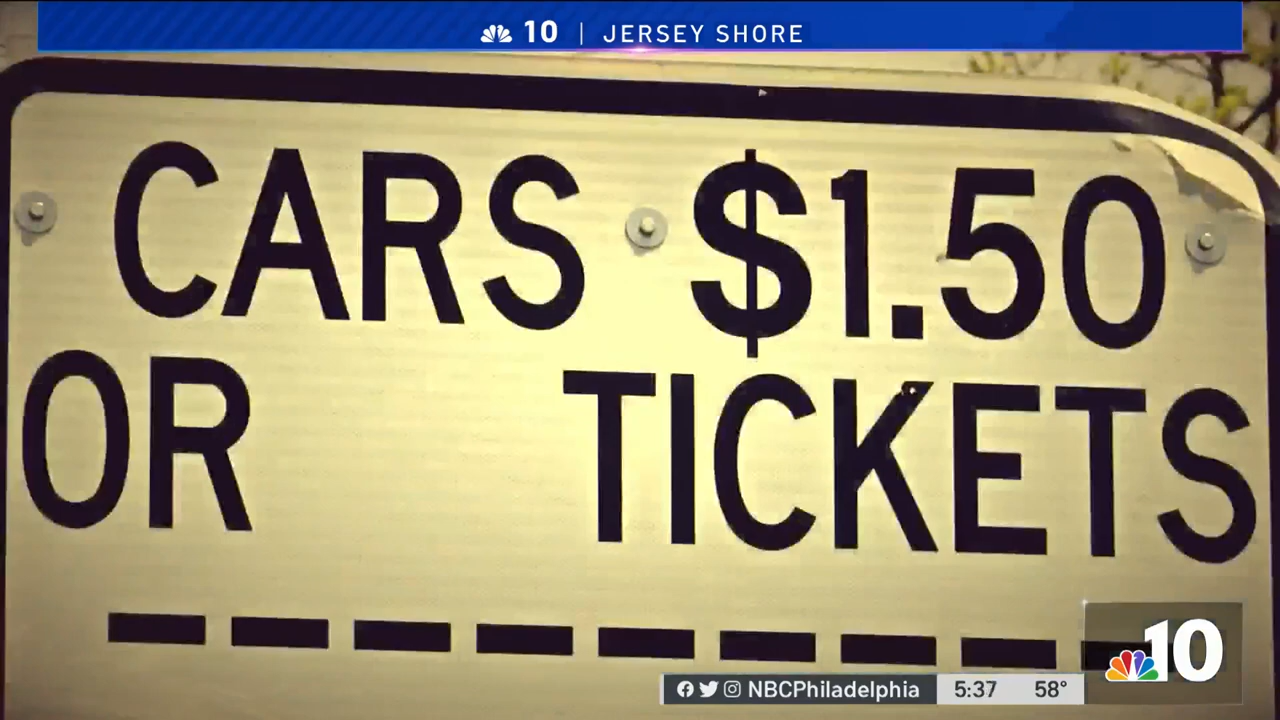 10 | JERSEY SHORE
CARS $1.50
OR TICKETS
10
NBCPhiladelphia 5:37 58°